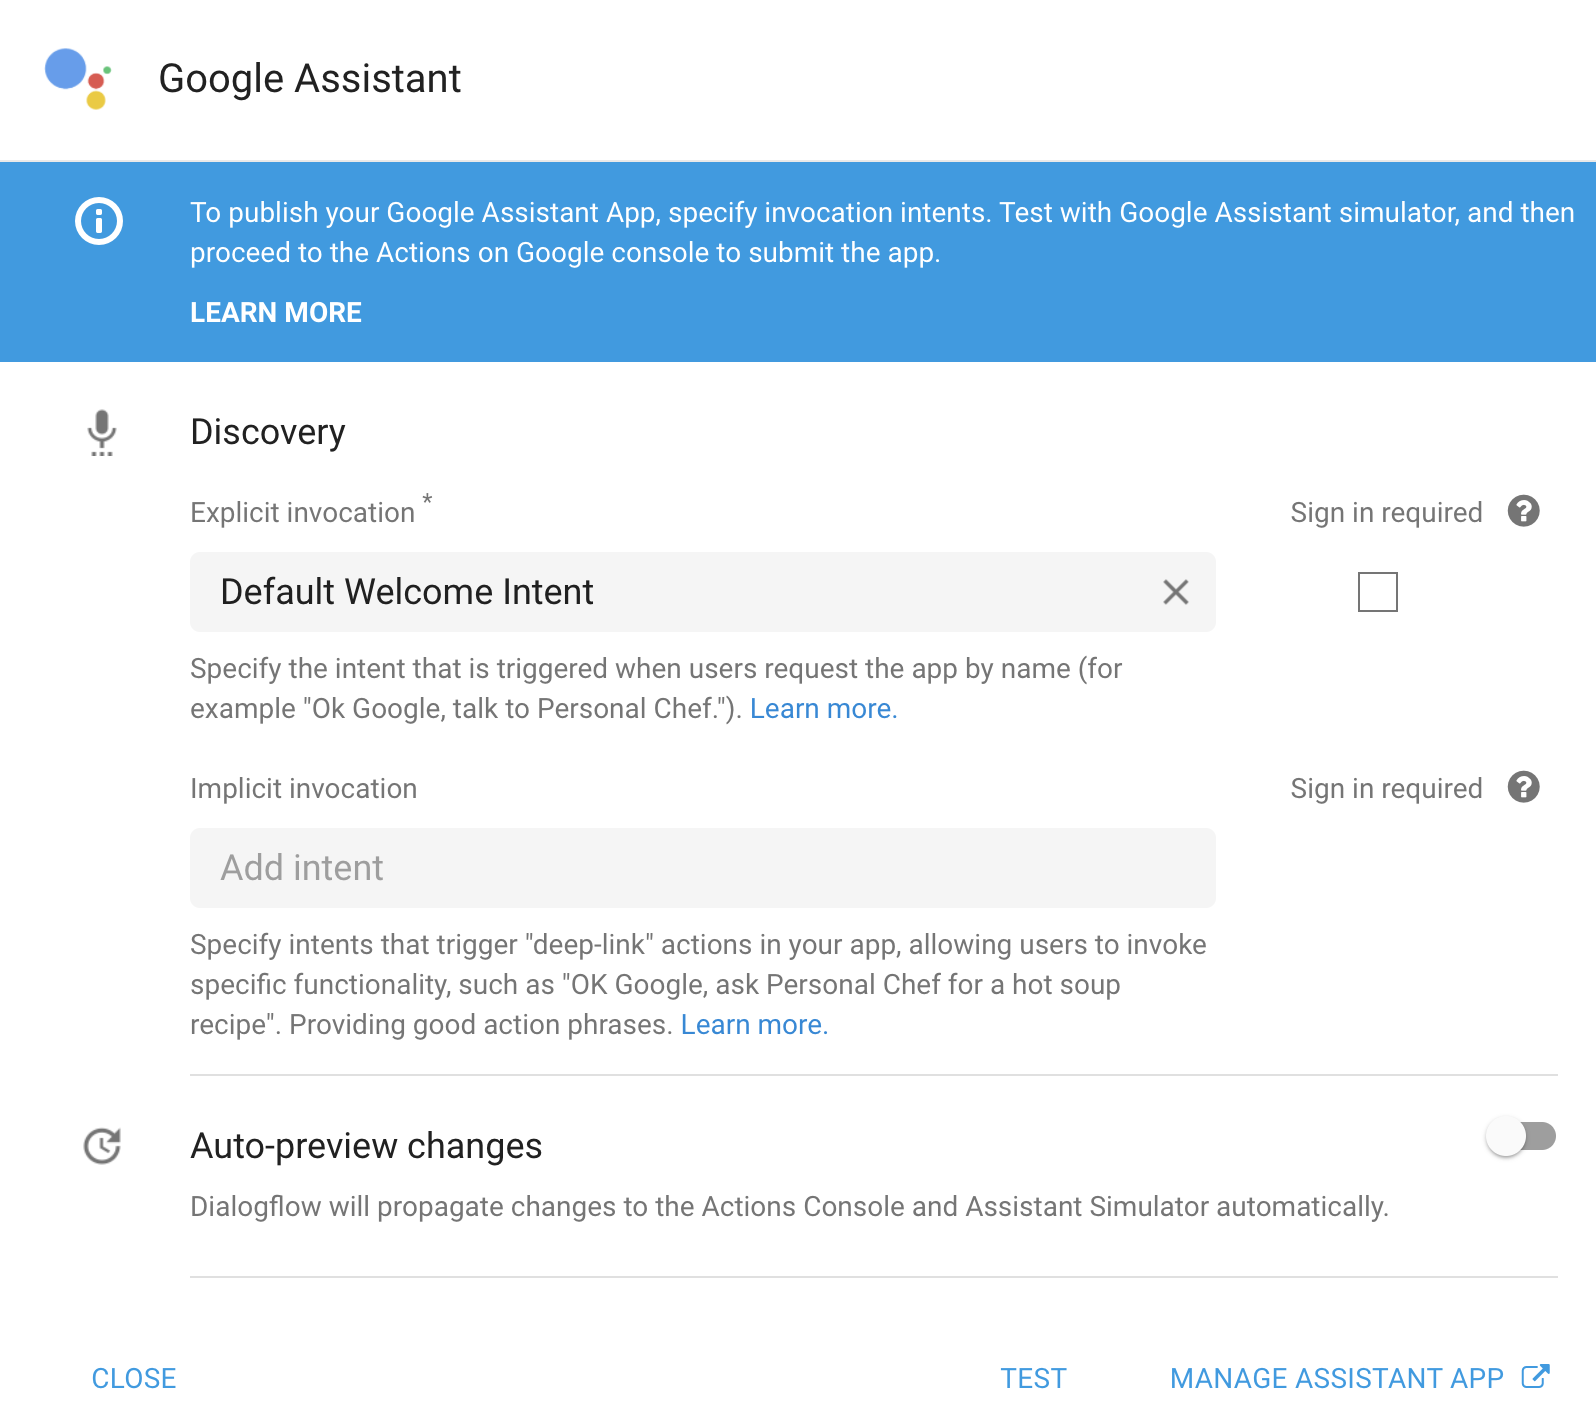 Google Assistant
To publish your Google Assistant App, specify invocation intents. Test with Google Assistant simulator, and then
proceed to the Actions on Google console to submit the app.
LEARN MORE
Discovery
Explicit invocation *
Sign in required
Default Welcome Intent
Specify the intent that is triggered when users request the app by name (for
example "Ok Google, talk to Personal Chef."). Learn more.
Implicit invocation
Sign in required
Add intent
Specify intents that trigger "deep-link" actions in your app, allowing users to invoke
specific functionality, such as "OK Google, ask Personal Chef for a hot soup
recipe". Providing good action phrases. Learn more.
Auto-preview changes
Dialogflow will propagate changes to the Actions Console and Assistant Simulator automatically.
CLOSE
TEST
MANAGE ASSISTANT APP